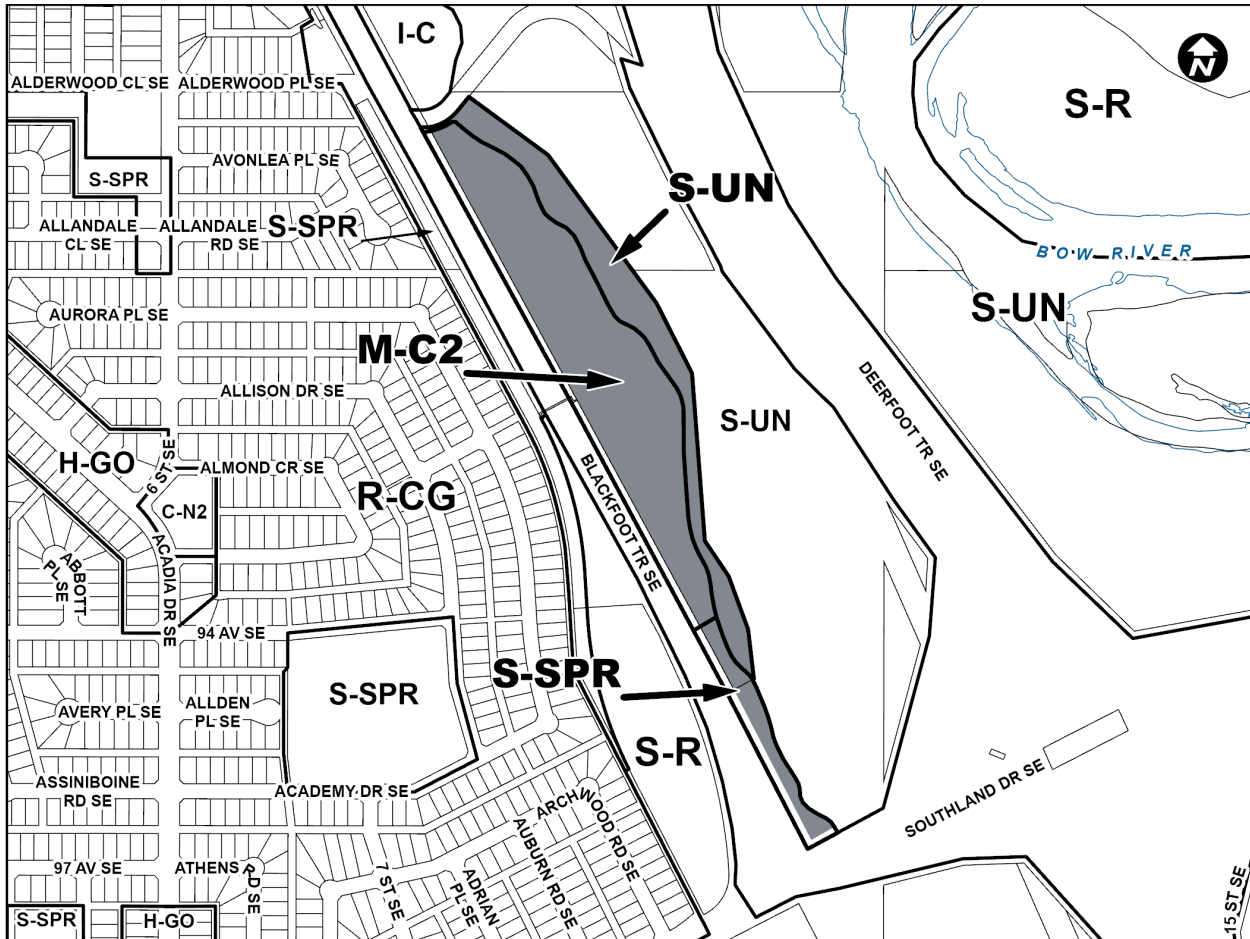 I-C
N
S-R
ALDERWOOD CL SE
ALDERWOOD PL SE
AVONLEA PL SE
S-SPR
S-UN
ALLANDALE
CL SE
ALLANDALE
RD SE
S-SPR
BOW RIVER
S-UN
AURORA PL SE
M-C2
DEERFOOT TR SE
ALLISON DR SE
S-UN
6 ST SE
H-GO
ALMOND CR SE
R-CG
C-N2
BLACKFOOT TR SE
ABBOTT
PL SE
ACADIA DR SE
94 AV SE
S-SPR
S-SPR
AVERY PL SE
ALLDEN
PL SE
S-R
ASSINIBOINE
RD SE
ACADEMY DR SE
SOUTHLAND DR SE
ARCHWOOD RD SE
AUBURN RD SE
97 AV SE
ATHENS RD SE
7 ST SE
ADRIAN
PL SE
15 ST SE
S-SPR
H-GO